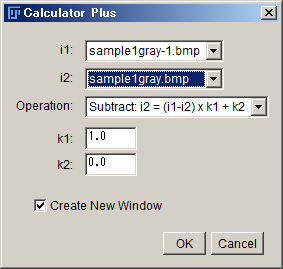 Calculator Plus
i1: sample1gray-1.bmp
i2: sample1gray.bmp
Operation: Subtract: i2 = (i1-i2) x k1 + k2
k1: 1.0
k2: 0.0
Create New Window
OK Cancel